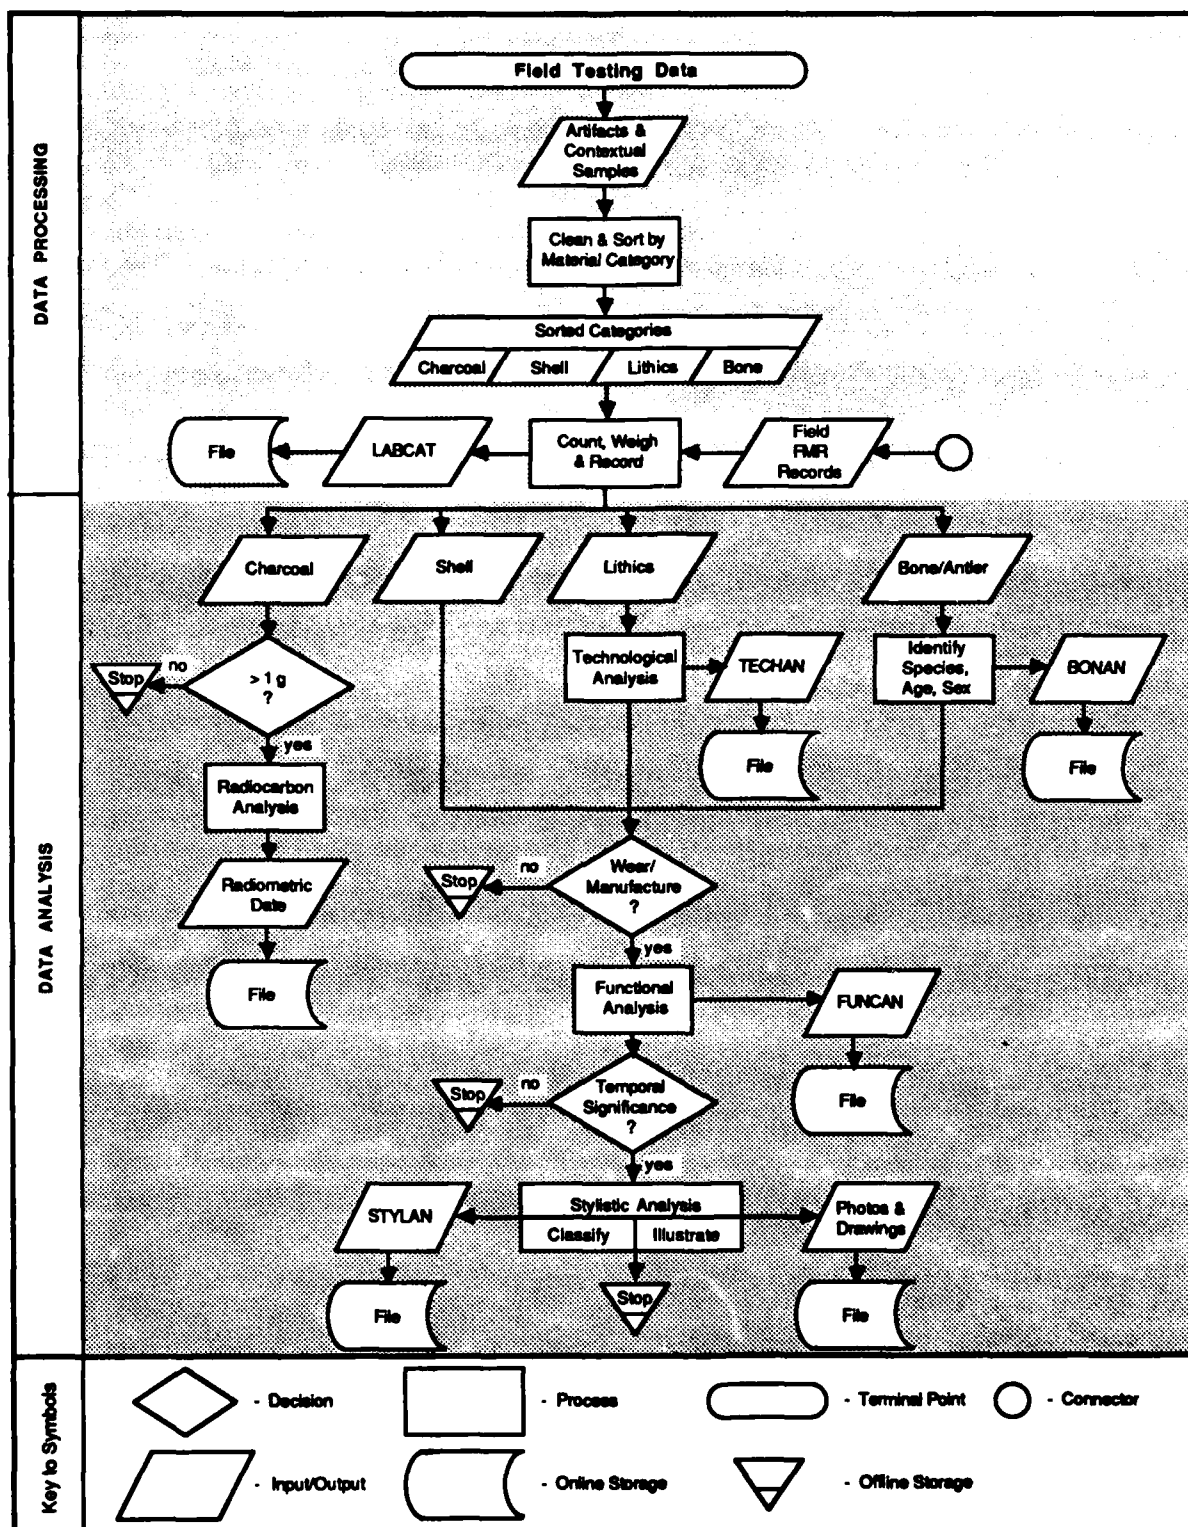 DATA PROCESSING
Field Testing Data
Artifacts &
Contextual
Samples
Clean & Sort by
Material Category
Sorted Categories
Charcoal
Shell
Lithics
Bone
File
LABCAT
Count, Weigh
& Record
Field
FMR
Records
DATA ANALYSIS
Charcoal
Shell
Lithics
Bone/Antler
Stop
no
> 1 g
?
yes
Technological
Analysis
TECHAN
Identify
Species,
Age, Sex
BONAN
File
File
Radiocarbon
Analysis
Radiometric
Date
File
Stop
no
Wear/
Manufacture
?
yes
Functional
Analysis
FUNCAN
File
Stop
no
Temporal
Significance
?
yes
STYLAN
Stylistic Analysis
Classify
Illustrate
Photos &
Drawings
File
Stop
File
Key to Symbols
- Decision
- Process
- Terminal Point
- Connector
- Input/Output
- Online Storage
- Offline Storage